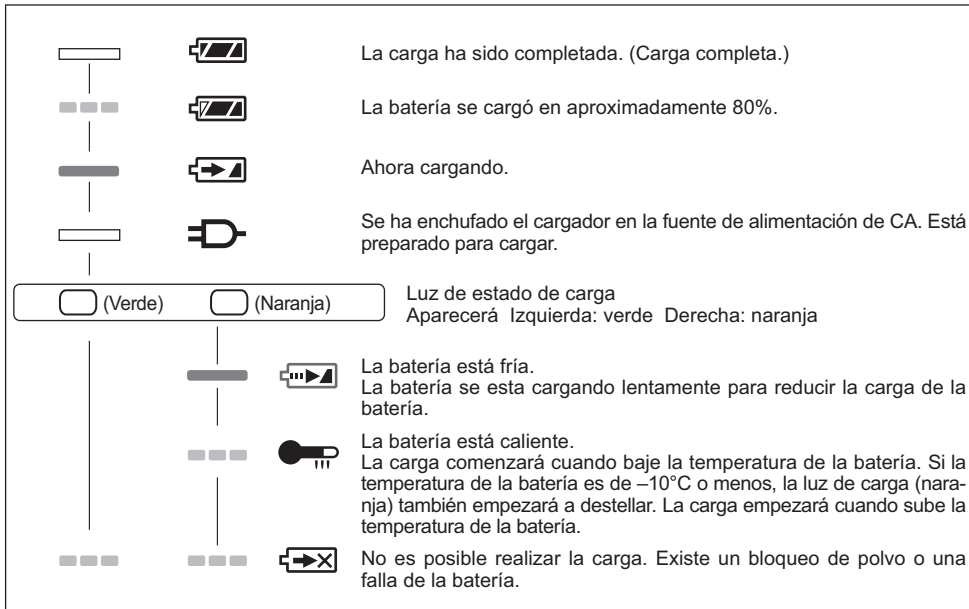 La carga ha sido completada. (Carga completa.)
La batería se cargó en aproximadamente 80%.
Ahora cargando.
Se ha enchufado el cargador en la fuente de alimentación de CA. Está
preparado para cargar.
(Verde) (Naranja)
Luz de estado de carga
Aparecerá Izquierda: verde Derecha: naranja
La batería está fría.
La batería se esta cargando lentamente para reducir la carga de la
batería.
La batería está caliente.
La carga comenzará cuando baje la temperatura de la batería. Si la
temperatura de la batería es de –10°C o menos, la luz de carga (nara-
nja) también empezará a destellar. La carga empezará cuando sube la
temperatura de la batería.
No es posible realizar la carga. Existe un bloqueo de polvo o una
falla de la batería.